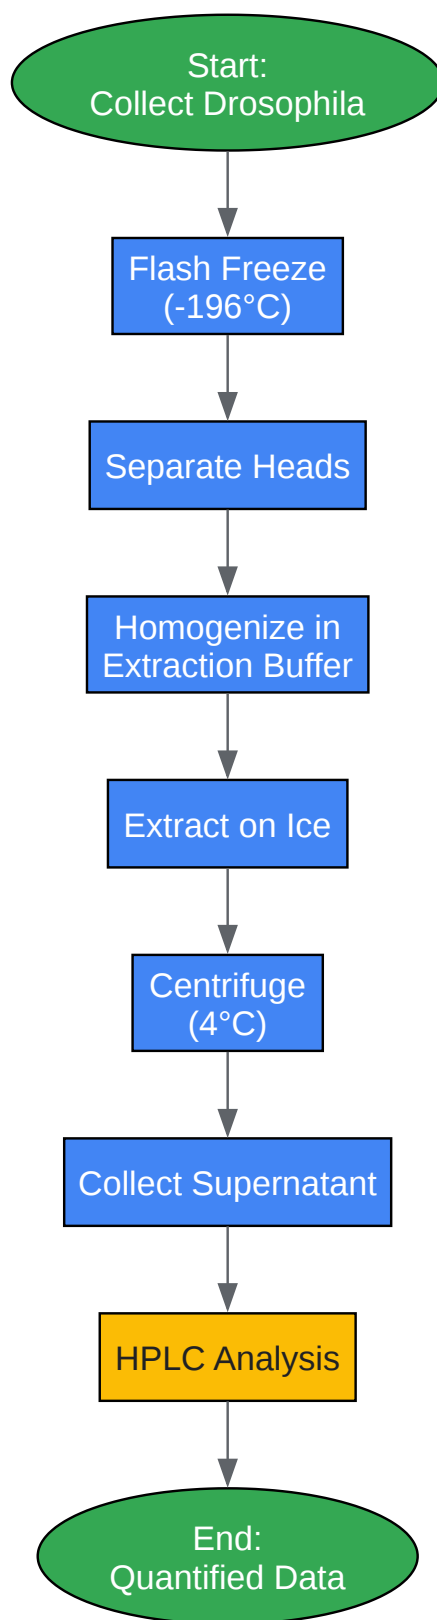 Start:
Collect Drosophila
Flash Freeze
(-196°C)
Separate Heads
Homogenize in
Extraction Buffer
Extract on Ice
Centrifuge
(4°C)
Collect Supernatant
HPLC Analysis
End:
Quantified Data